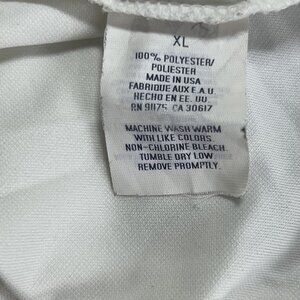 XL
100% POLYESTER/
POLIESTER
MADE IN USA
FABRIQUE AUX E.A.U.
HECHO EN EE. UU.
RN 91175 CA 30617
MACHINE WASH WARM
WITH LIKE COLORS.
NON-CHLORINE BLEACH.
TUMBLE DRY LOW.
REMOVE PROMPTLY.